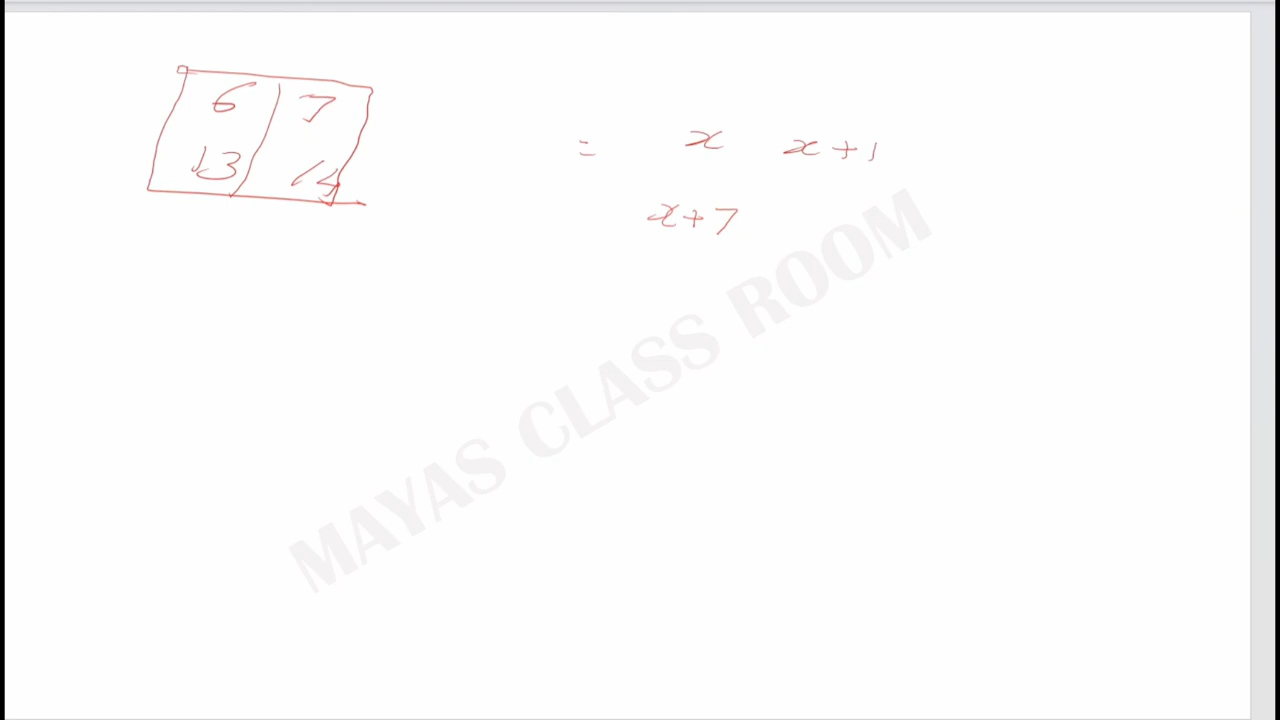 6 7
13 14
= x x+1
x+7
MAYAS CLASS ROOM